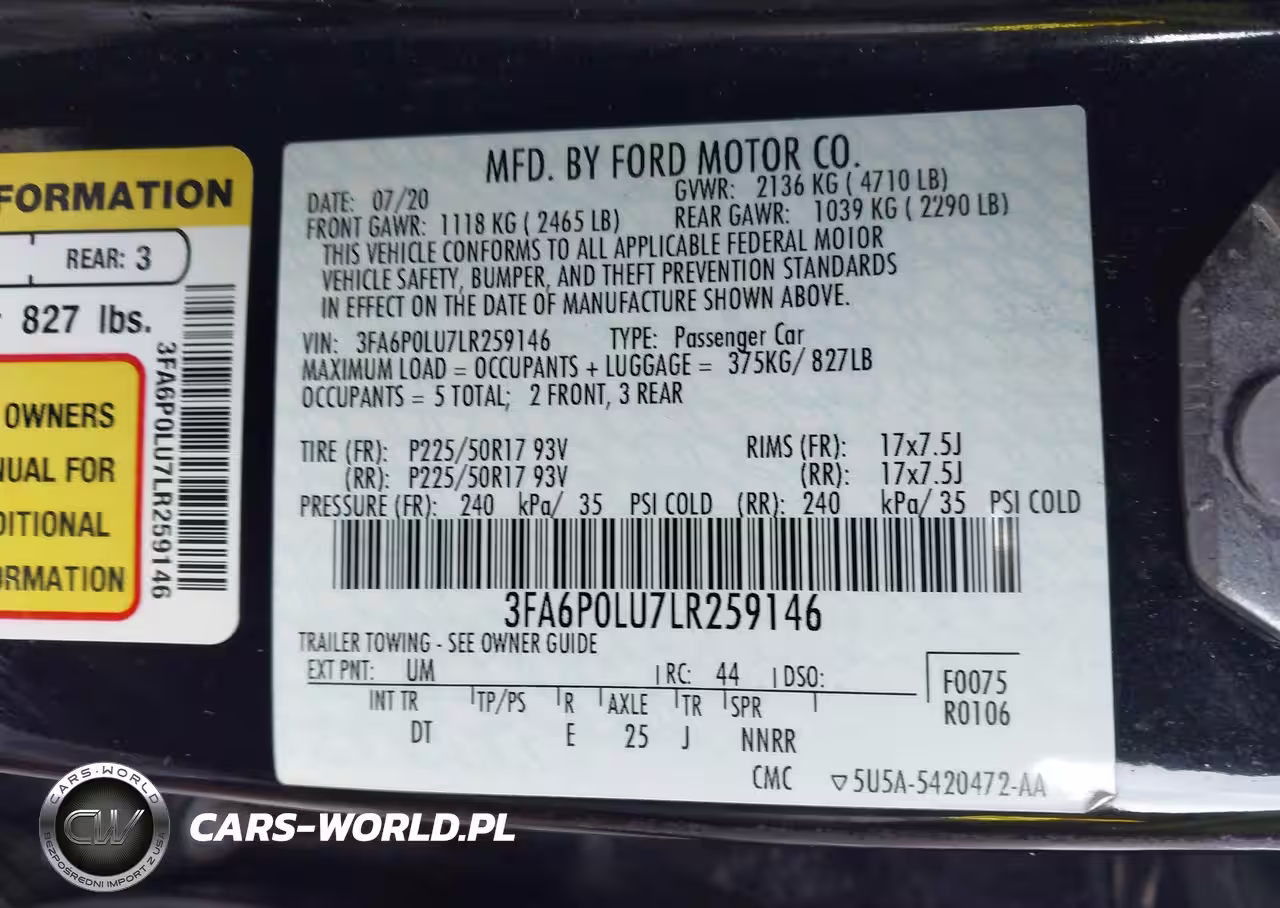 FORMATION
REAR: 3
827 lbs.
OWNERS
NUAL FOR
DITIONAL
ORMATION
3FA6P0LU7LR259146
MFD. BY FORD MOTOR CO.
DATE: 07/20 GVWR: 2136 KG ( 4710 LB)
FRONT GAWR: 1118 KG ( 2465 LB) REAR GAWR: 1039 KG ( 2290 LB)
THIS VEHICLE CONFORMS TO ALL APPLICABLE FEDERAL MOTOR
VEHICLE SAFETY, BUMPER, AND THEFT PREVENTION STANDARDS
IN EFFECT ON THE DATE OF MANUFACTURE SHOWN ABOVE.
VIN: 3FA6P0LU7LR259146 TYPE: Passenger Car
MAXIMUM LOAD = OCCUPANTS + LUGGAGE = 375KG/ 827LB
OCCUPANTS = 5 TOTAL; 2 FRONT, 3 REAR
TIRE (FR): P225/50R17 93V RIMS (FR): 17x7.5J
(RR): P225/50R17 93V (RR): 17x7.5J
PRESSURE (FR): 240 kPa/ 35 PSI COLD (RR): 240 kPa/ 35 PSI COLD
3FA6P0LU7LR259146
TRAILER TOWING - SEE OWNER GUIDE
EXT PNT: UM RC: 44 DSO:
INT TR TP/PS R AXLE TR SPR
DT E 25 J NNRR
F0075
R0106
CMC ▽5U5A-5420472-AA
CARS-WORLD
CW
BEZPOŚREDNI IMPORT Z USA
CARS-WORLD.PL